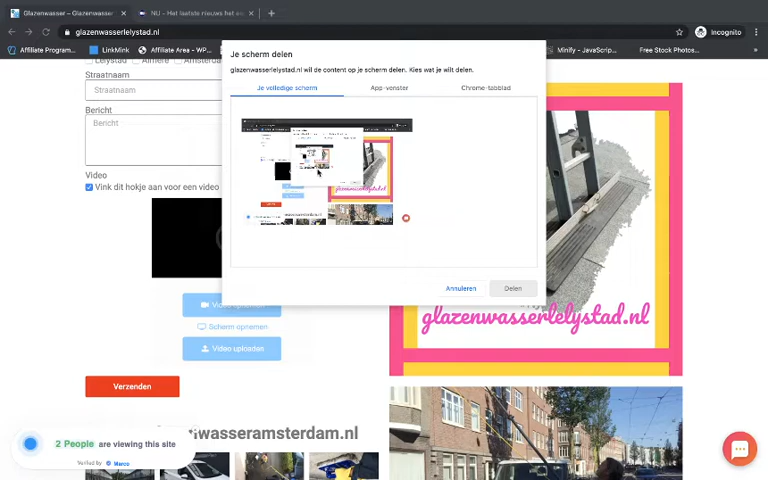 Glazenwasser – Glazenwasser
NU - Het laatste nieuws het e
glazenwasserlelystad.nl
Incognito
Affiliate Program...
LinkMink
Affiliate Area - WP...
Minify - JavaScrip...
Free Stock Photos...
Je scherm delen
glazenwasserlelystad.nl wil de content op je scherm delen. Kies wat je wilt delen.
Je volledige scherm
App-venster
Chrome-tabblad
Annuleren
Delen
Lelystad
Almere
Amsterdam
Straatnaam
Straatnaam
Bericht
Bericht
Video
Vink dit hokje aan voor een video
Scherm opnemen
Video uploaden
Verzenden
glazenwasserlelystad.nl
wasseramsterdam.nl
2 People are viewing this site
Verified by Marco